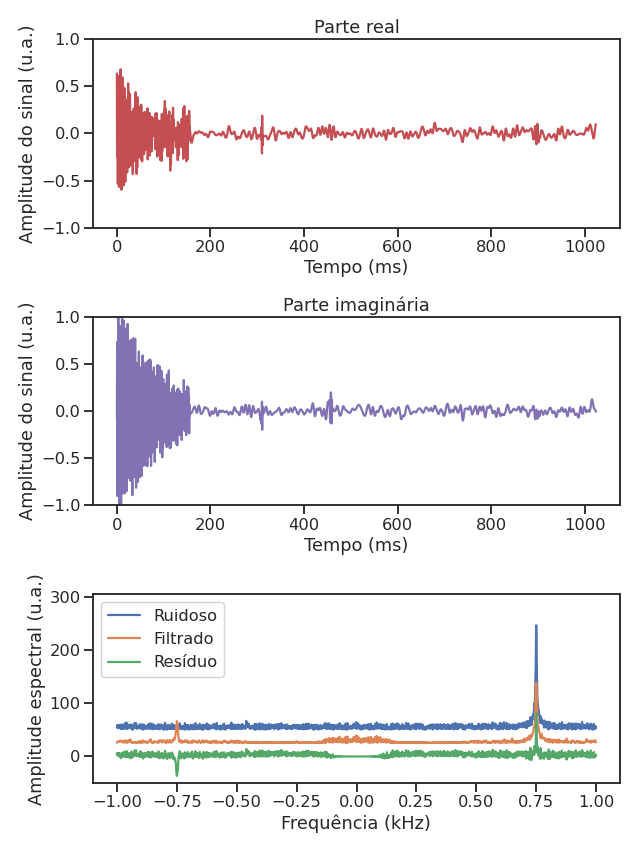 Parte real
Amplitude do sinal (u.a.)
1.0
0.5
0.0
−0.5
−1.0
0 200 400 600 800 1000
Tempo (ms)
Parte imaginária
Amplitude do sinal (u.a.)
1.0
0.5
0.0
−0.5
−1.0
0 200 400 600 800 1000
Tempo (ms)
Amplitude espectral (u.a.)
300
200
100
0
Ruidoso
Filtrado
Resíduo
−1.00 −0.75 −0.50 −0.25 0.00 0.25 0.50 0.75 1.00
Frequência (kHz)